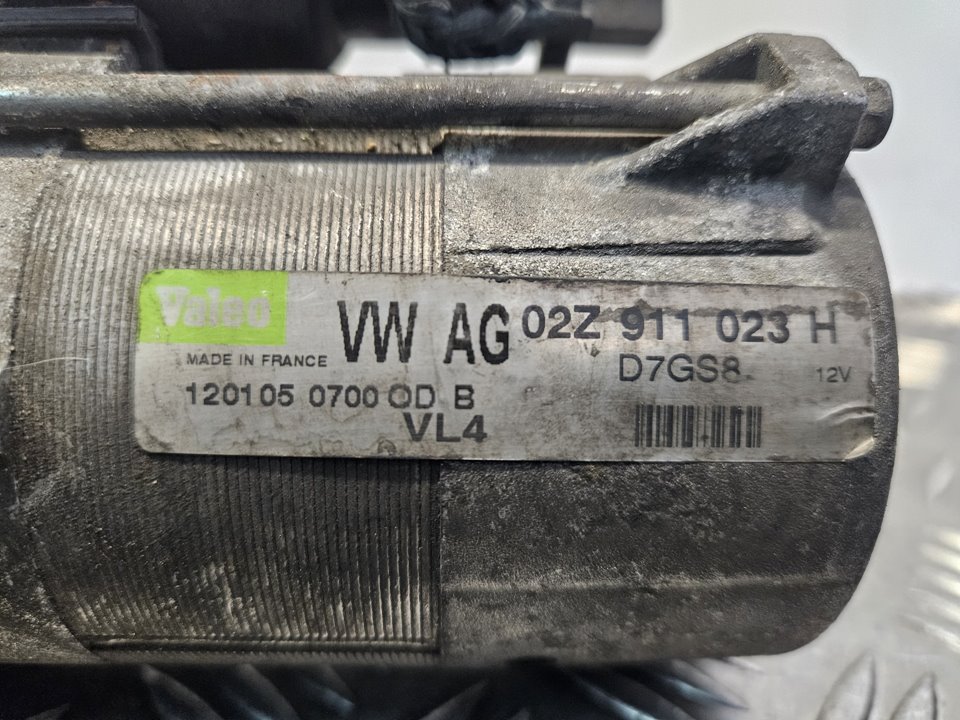 Valeo VW AG 02Z 911 023 H
MADE IN FRANCE D7GS8 12V
120105 0700 OD B
VL4